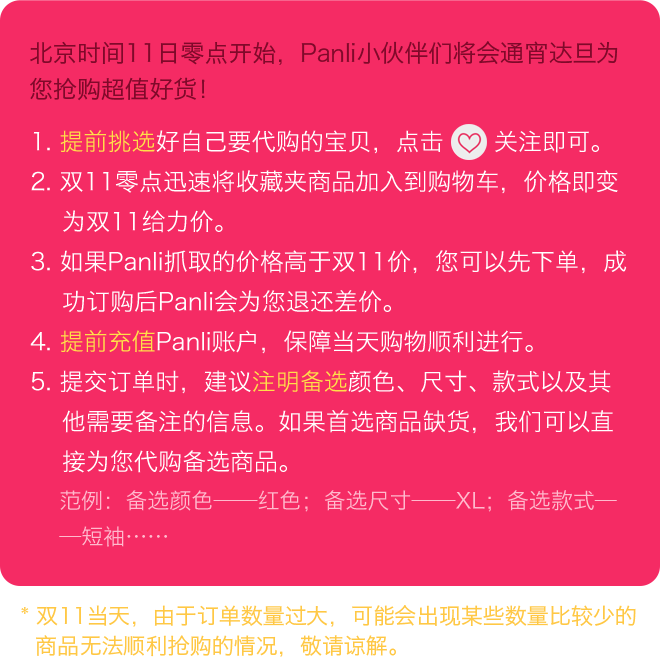 北京时间11日零点开始，Panli小伙伴们将会通宵达旦为
您抢购超值好货！
1. 提前挑选好自己要代购的宝贝，点击 关注即可。
2. 双11零点迅速将收藏夹商品加入到购物车，价格即变
为双11给力价。
3. 如果Panli抓取的价格高于双11价，您可以先下单，成
功订购后Panli会为您退还差价。
4. 提前充值Panli账户，保障当天购物顺利进行。
5. 提交订单时，建议注明备选颜色、尺寸、款式以及其
他需要备注的信息。如果首选商品缺货，我们可以直
接为您代购备选商品。
范例：备选颜色——红色；备选尺寸——XL；备选款式—
—短袖……
* 双11当天，由于订单数量过大，可能会出现某些数量比较少的
商品无法顺利抢购的情况，敬请谅解。